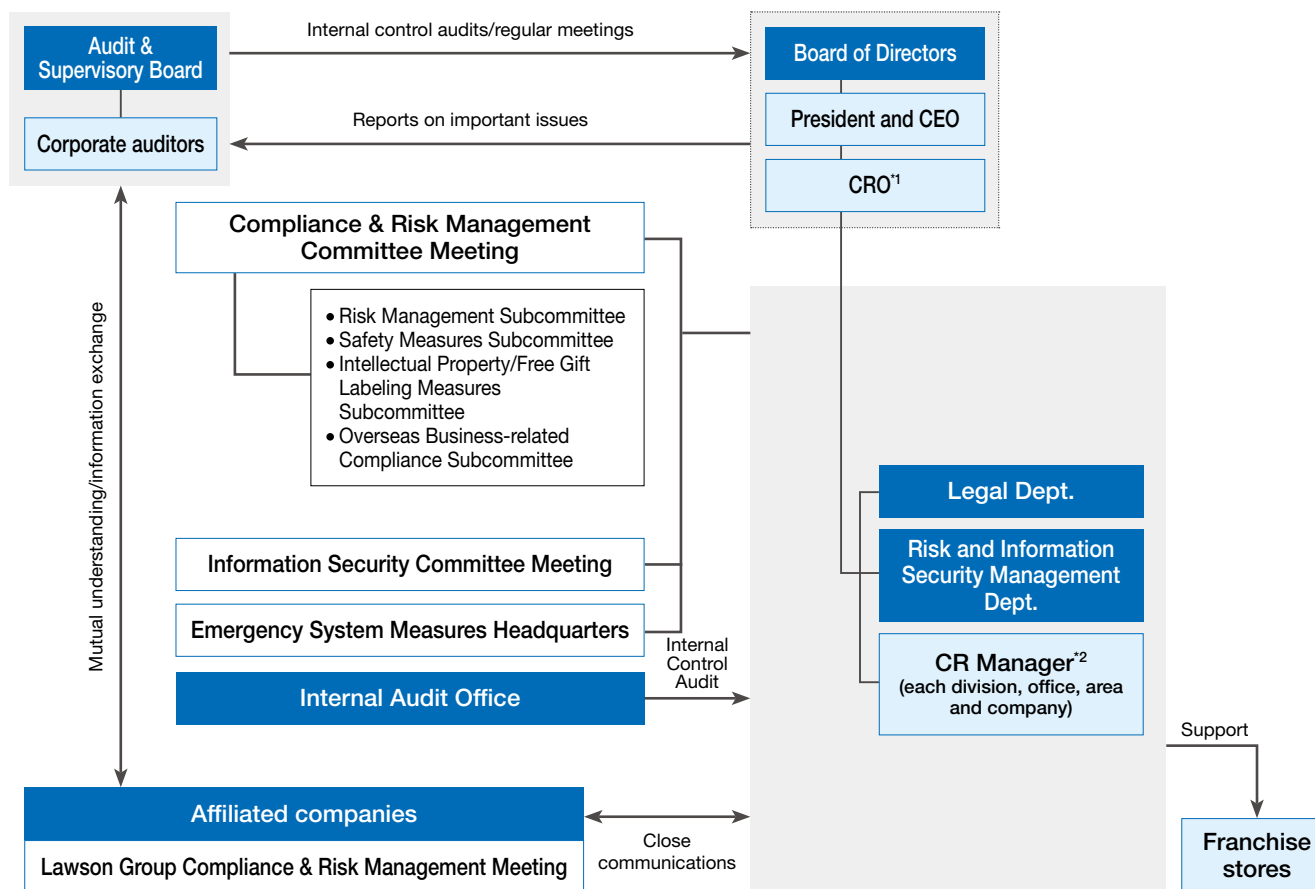 Audit &
Supervisory Board
Corporate auditors
Internal control audits/regular meetings
Reports on important issues
Board of Directors
President and CEO
CRO*1
Mutual understanding/information exchange
Compliance & Risk Management
Committee Meeting
• Risk Management Subcommittee
• Safety Measures Subcommittee
• Intellectual Property/Free Gift
Labeling Measures
Subcommittee
• Overseas Business-related
Compliance Subcommittee
Information Security Committee Meeting
Emergency System Measures Headquarters
Internal Audit Office
Internal
Control
Audit
Legal Dept.
Risk and Information
Security Management
Dept.
CR Manager*2
(each division, office, area
and company)
Support
Affiliated companies
Lawson Group Compliance & Risk Management Meeting
Close
communications
Franchise
stores